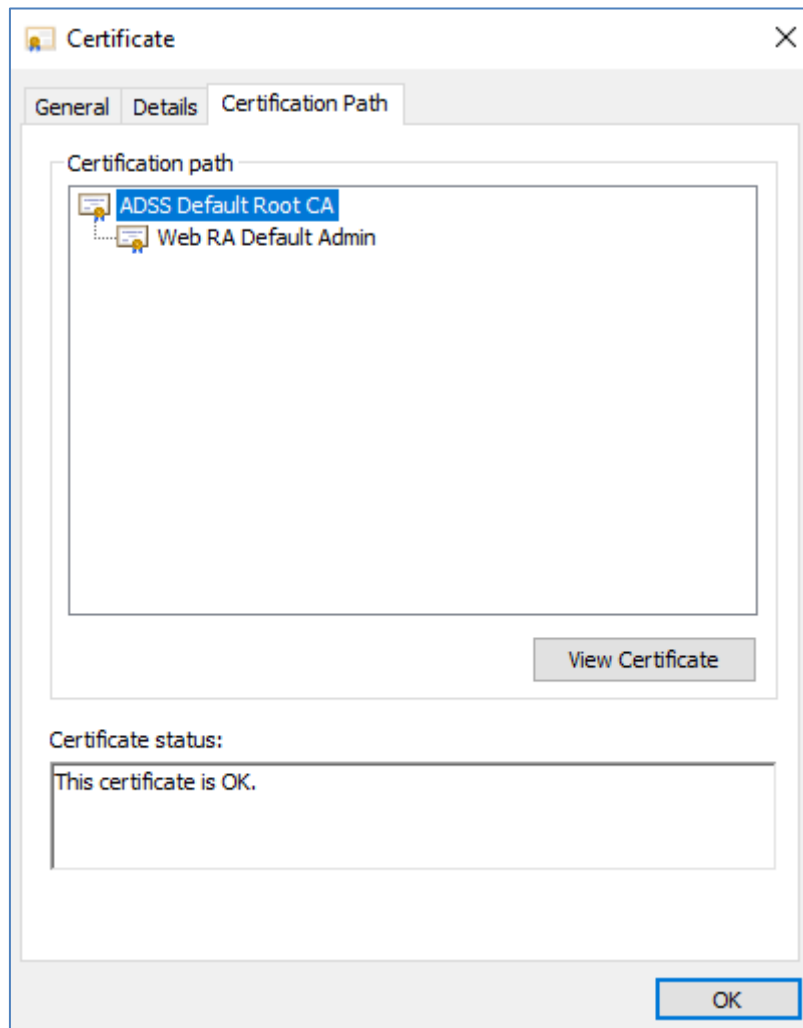 Certificate
General Details Certification Path
Certification path
ADSS Default Root CA
Web RA Default Admin
View Certificate
Certificate status:
This certificate is OK.
OK